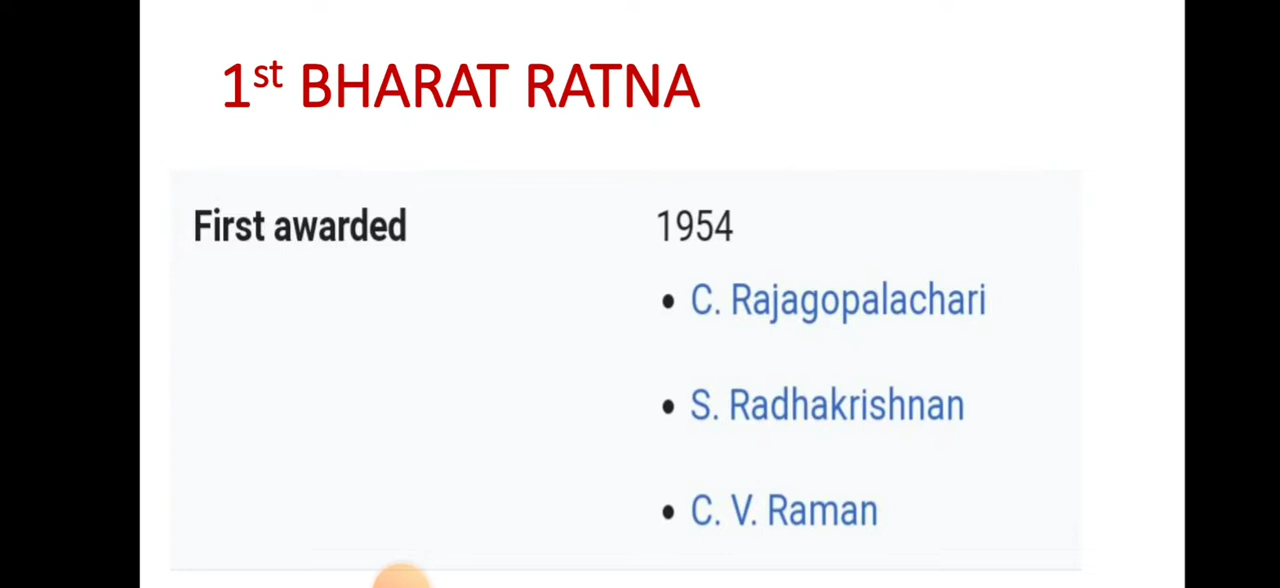 1st BHARAT RATNA
First awarded 1954
• C. Rajagopalachari
• S. Radhakrishnan
• C. V. Raman